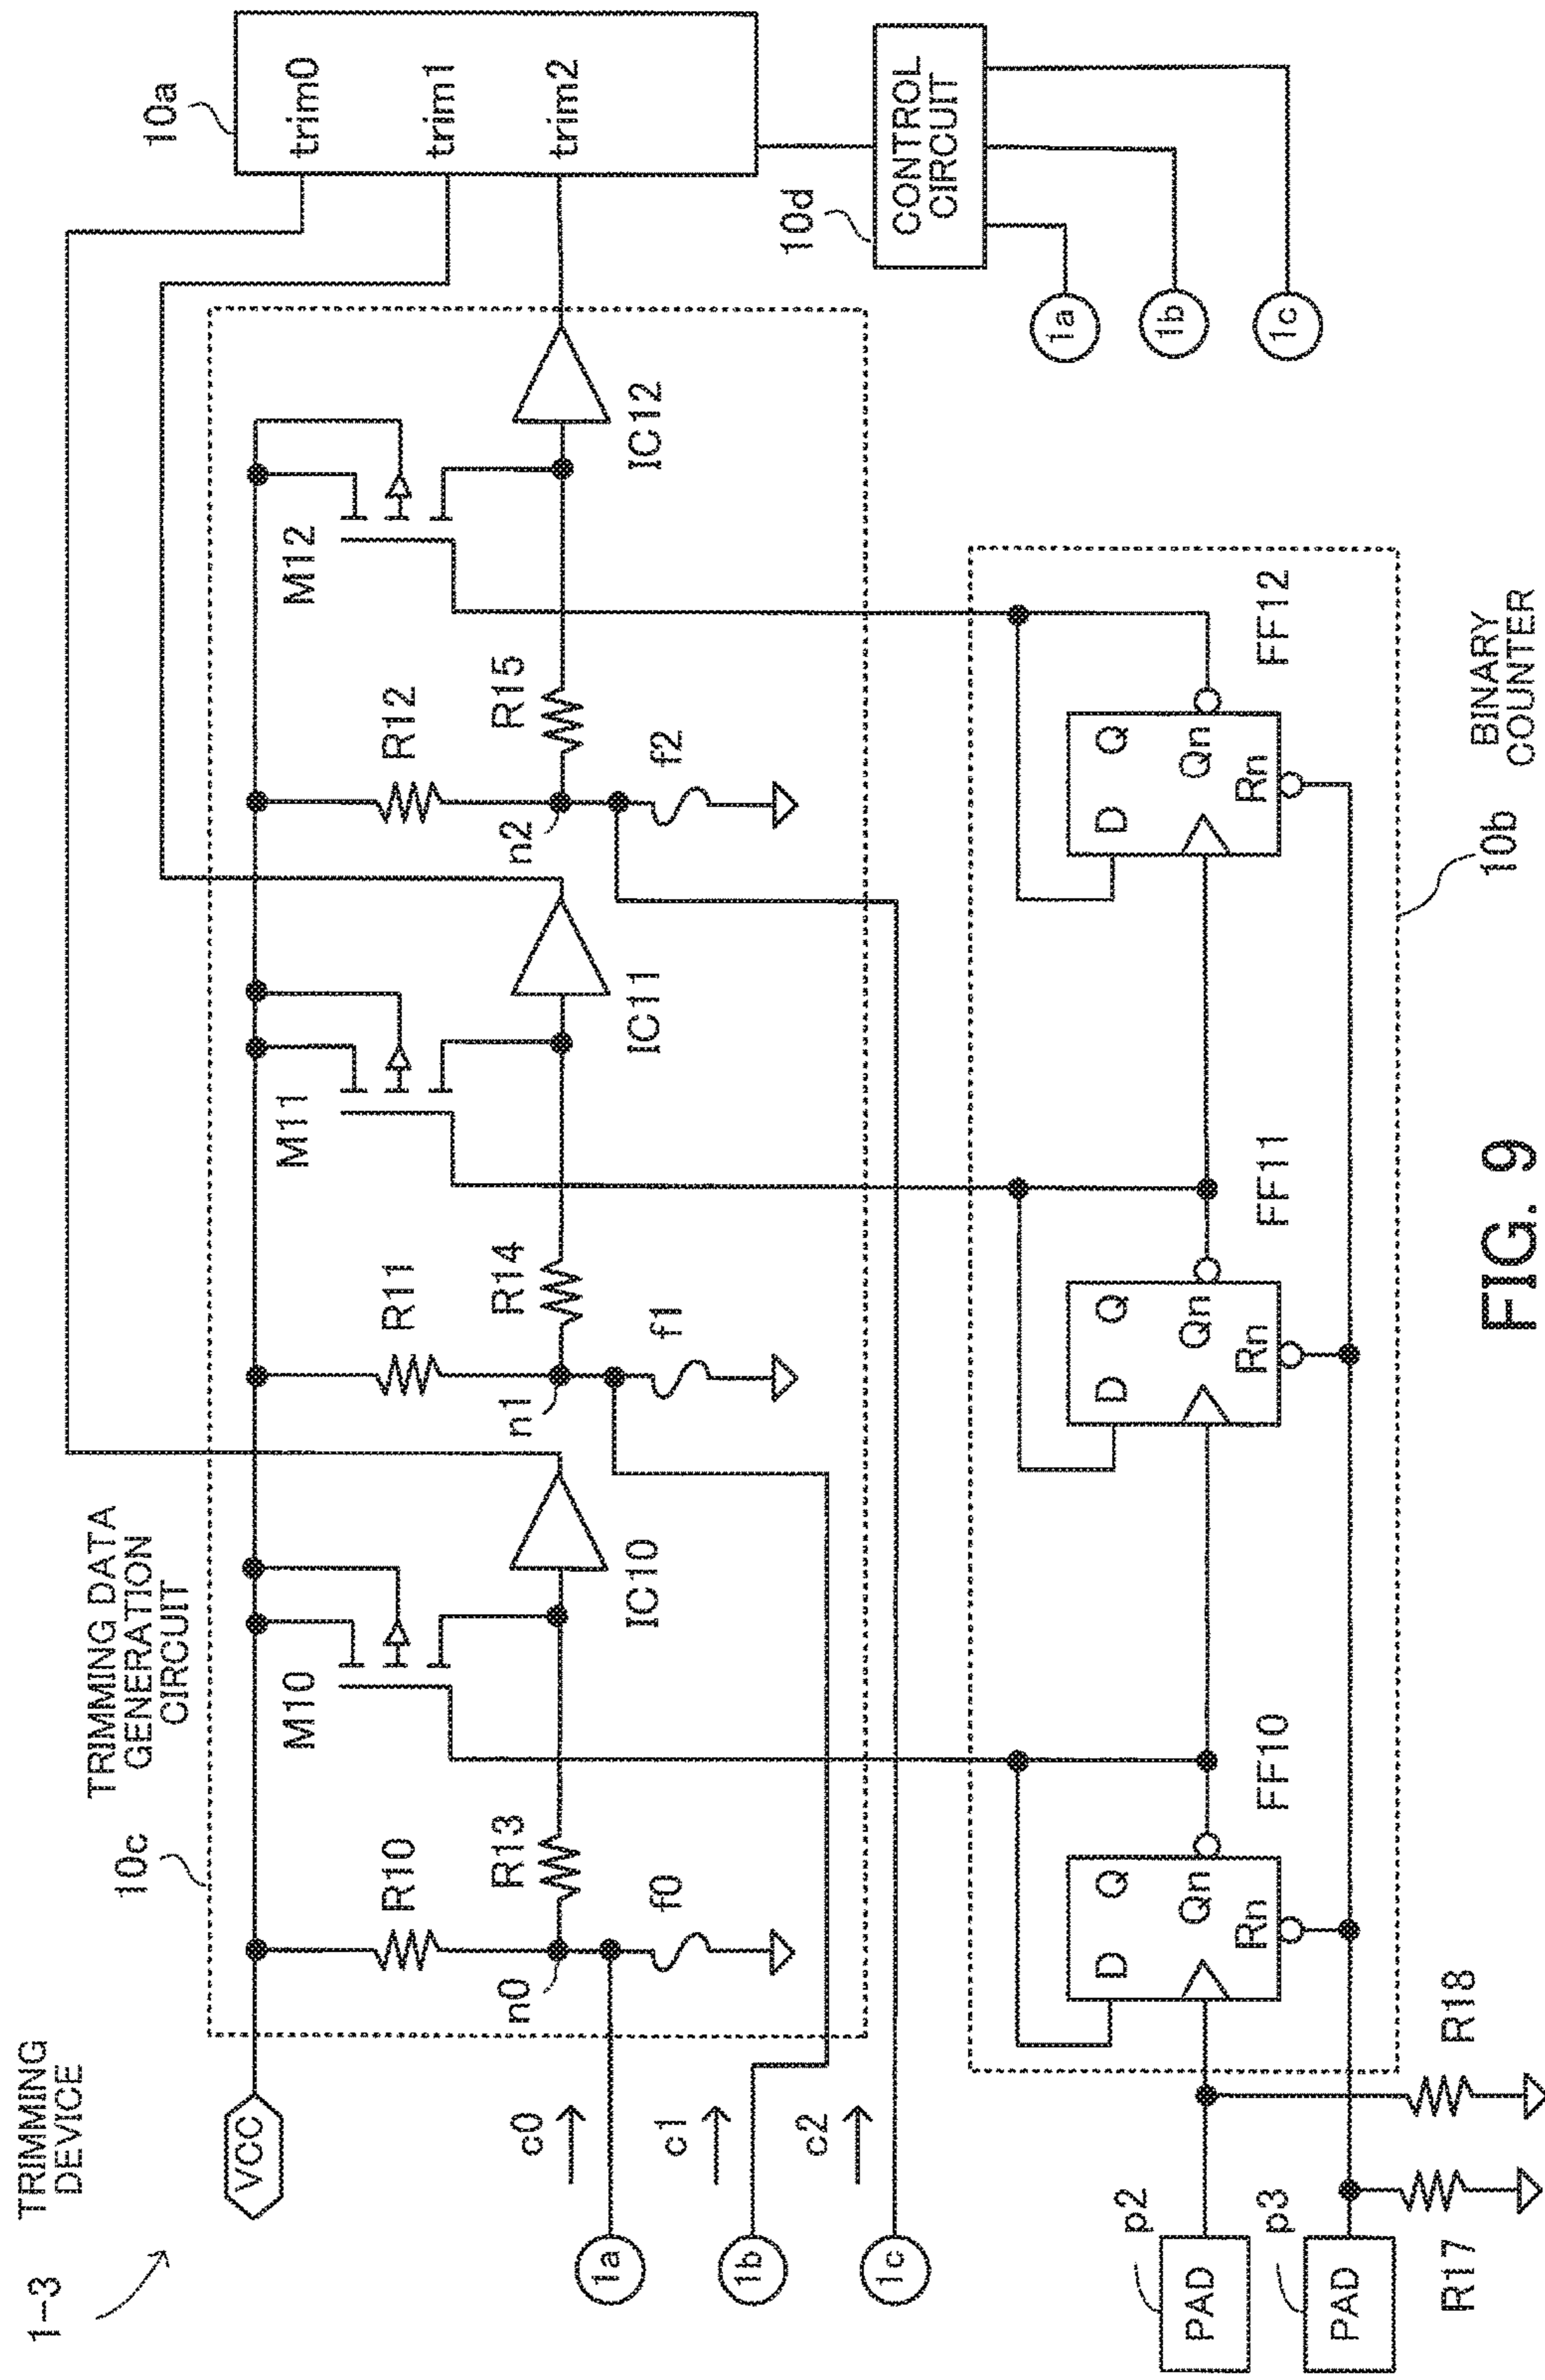 1-3
TRIMMING
DEVICE
10c
TRIMMING DATA
GENERATION
CIRCUIT
10a
VCC
trim0
trim1
trim2
R10
M10
R11
M11
R12
M12
n0
R13
IC10
n1
R14
IC11
n2
R15
IC12
f0
f1
f2
c0
c1
c2
1a
1b
1c
10d
CONTROL
CIRCUIT
1a
1b
1c
D
Q
Qn
Rn
FF10
D
Q
Qn
Rn
FF11
D
Q
Qn
Rn
FF12
p2
PAD
p3
PAD
R17
R18
10b
BINARY
COUNTER
FIG. 9